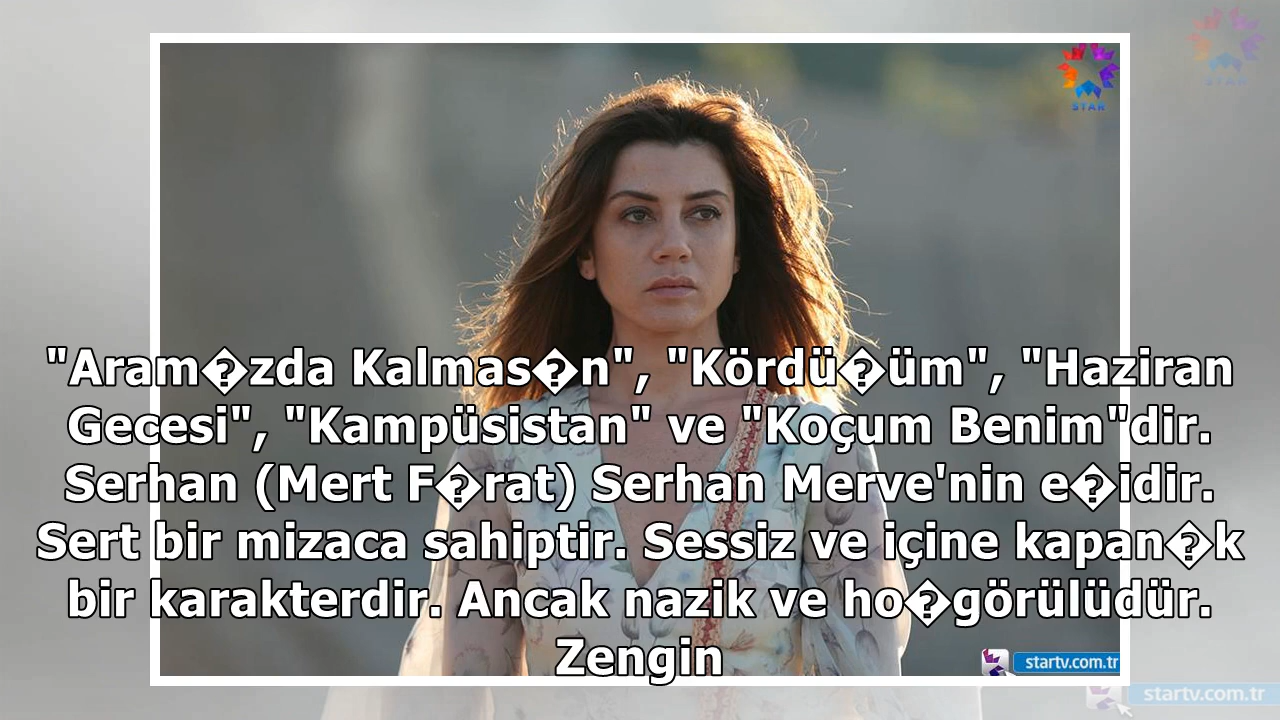 STAR
STAR
"Aram�zda Kalmas�n", "Kördü�üm", "Haziran
Gecesi", "Kampüsistan" ve "Koçum Benim"dir.
Serhan (Mert F�rat) Serhan Merve'nin e�idir.
Sert bir mizaca sahiptir. Sessiz ve içine kapan�k
bir karakterdir. Ancak nazik ve ho�görülüdür.
Zengin
startv.com.tr
startv.com.tr